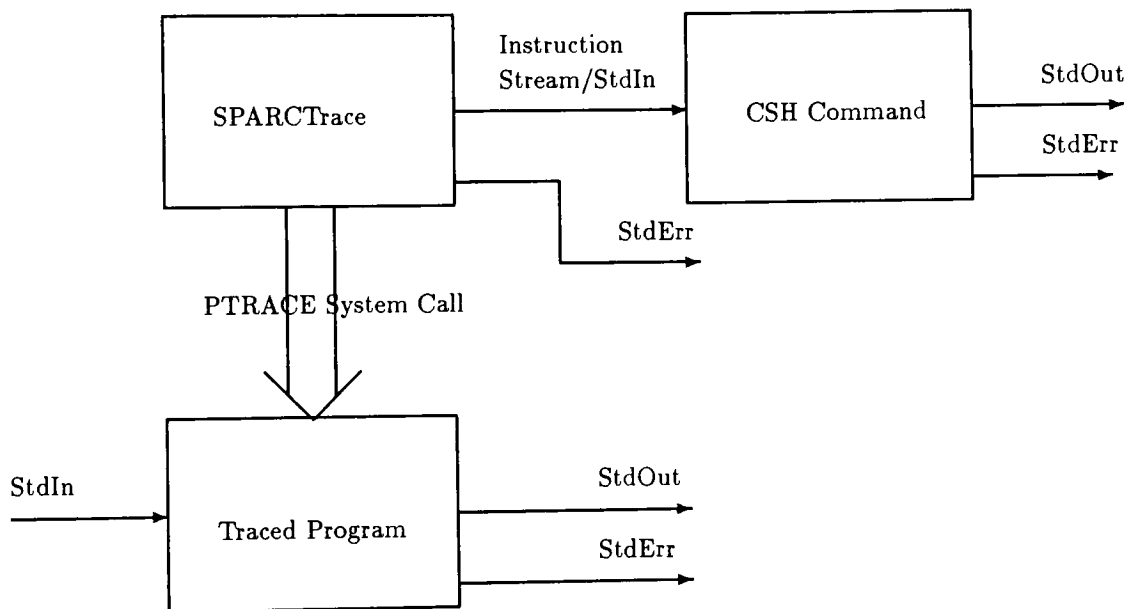 Instruction
Stream/StdIn
SPARCTrace
CSH Command
StdOut
StdErr
StdErr
PTRACE System Call
StdIn
Traced Program
StdOut
StdErr